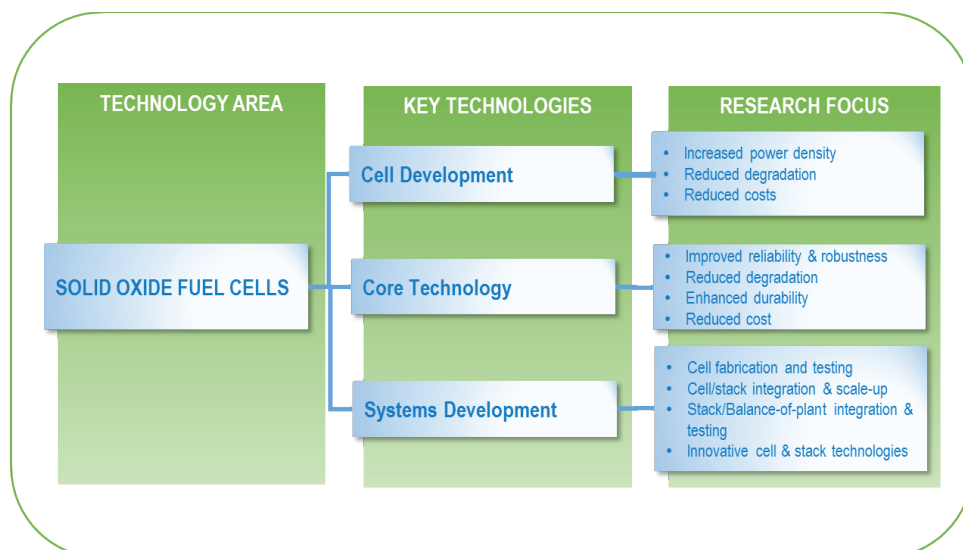 TECHNOLOGY AREA
KEY TECHNOLOGIES
RESEARCH FOCUS
SOLID OXIDE FUEL CELLS
Cell Development
• Increased power density
• Reduced degradation
• Reduced costs
Core Technology
• Improved reliability & robustness
• Reduced degradation
• Enhanced durability
• Reduced cost
Systems Development
• Cell fabrication and testing
• Cell/stack integration & scale-up
• Stack/Balance-of-plant integration &
testing
• Innovative cell & stack technologies